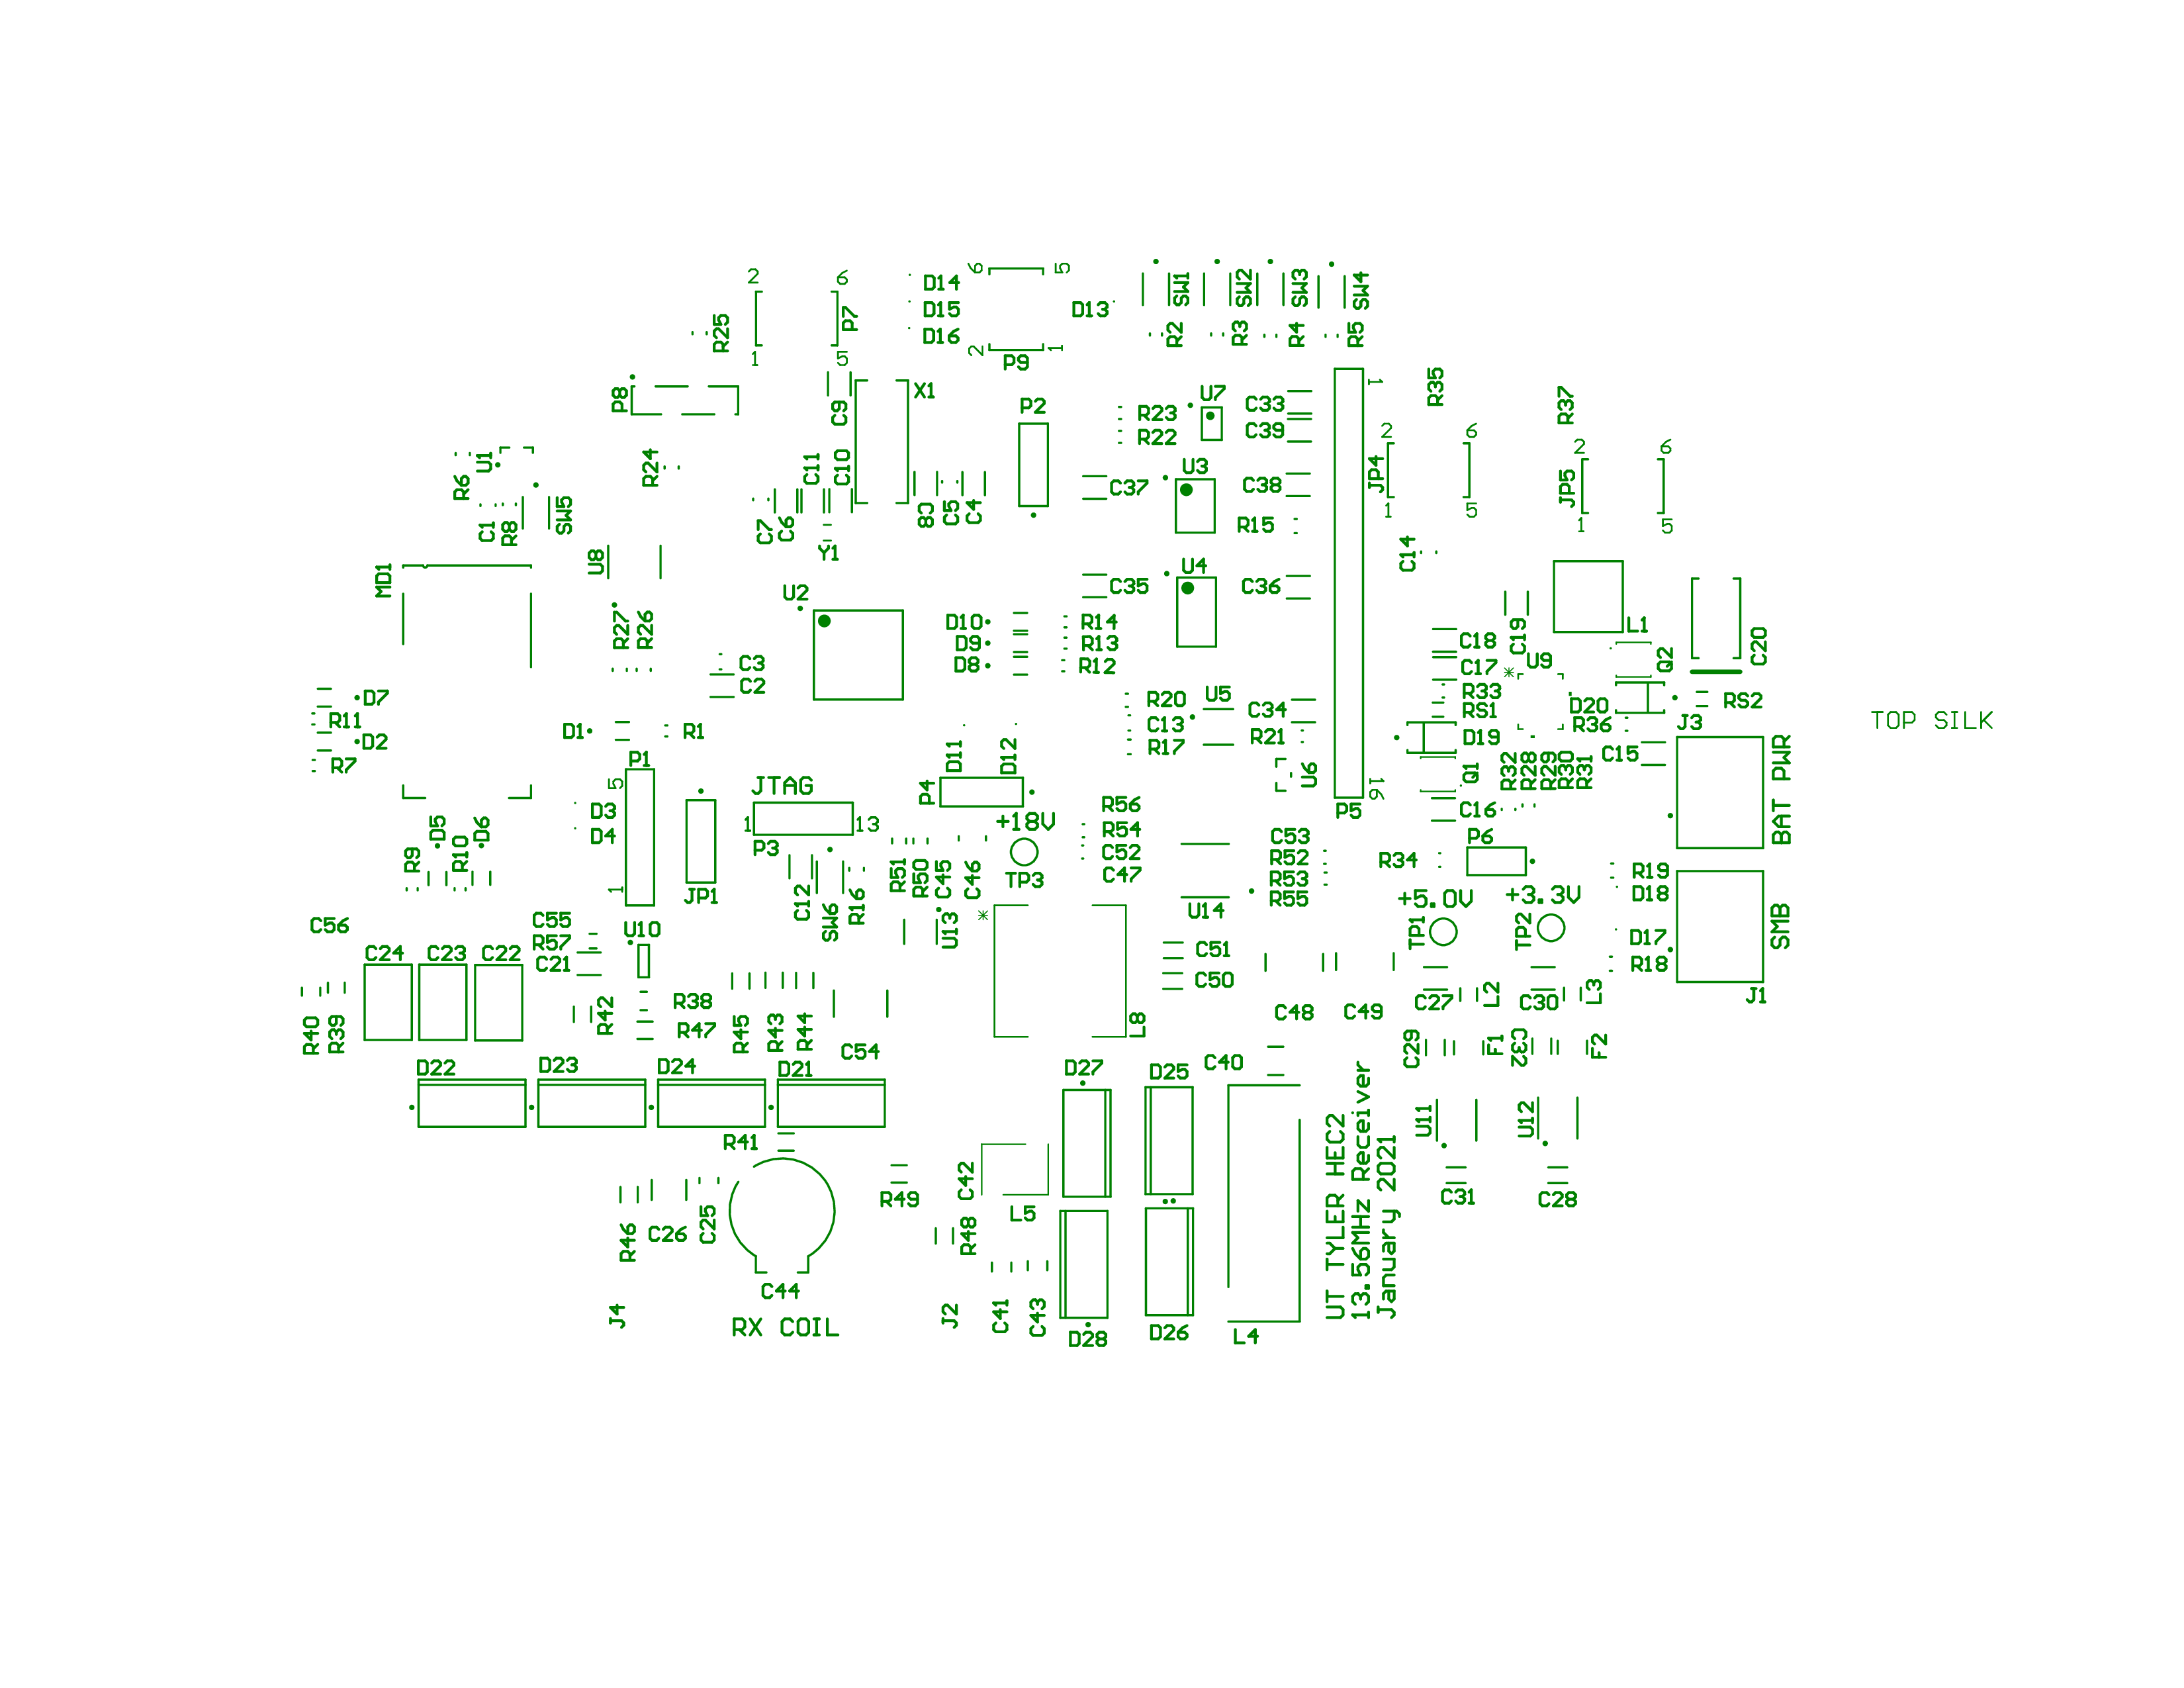 2
6
6
5
D14
D15
D16
D13
SW1
SW2
SW3
SW4
R25
P7
1
5
2
1
P9
R2
R3
R4
R5
P8
C9
X1
P2
U7
C33
C39
R23
R22
1
R35
R37
2
6
2
6
U1
R6
R24
C11
C10
U3
C37
C38
JP4
JP5
C1
R8
SW5
C7
C6
C8
C5
C4
Y1
R15
1
5
1
5
MD1
U8
U2
U4
C35
C36
C14
R27
R26
D10
D9
D8
R14
R13
R12
C18
C17
C19
U9
L1
Q2
C20
C3
C2
D7
R11
D2
R7
D1
R1
P1
R20
C13
R17
U5
C34
R21
U6
R33
RS1
D19
Q1
D20
R36
C15
RS2
J3
TOP SILK
5
D11
D12
P4
JTAG
1
13
P3
+18V
TP3
1
6
P5
C16
R32
R28
R29
R30
R31
P6
BAT PWR
D3
D4
D5
D6
R9
R10
1
JP1
C12
SW6
R16
R51
R50
C45
C46
R56
R54
C52
C47
C53
R52
R53
R55
R34
R19
D18
+5.0V
+3.3V
TP1
TP2
D17
R18
SMB
J1
C56
C24
C23
C22
C55
R57
C21
U10
U13
U14
C51
C50
R40
R39
R42
R38
R47
R45
R43
R44
C54
L8
C48
C49
C27
L2
C30
L3
D22
D23
D24
D21
D27
D25
C40
C29
F1
C32
F2
R41
U11
U12
R46
C26
C25
R49
C42
L5
R48
C31
C28
C44
J4
RX COIL
J2
C41
C43
D28
D26
L4
UT TYLER HEC2
13.56MHz Receiver
January 2021